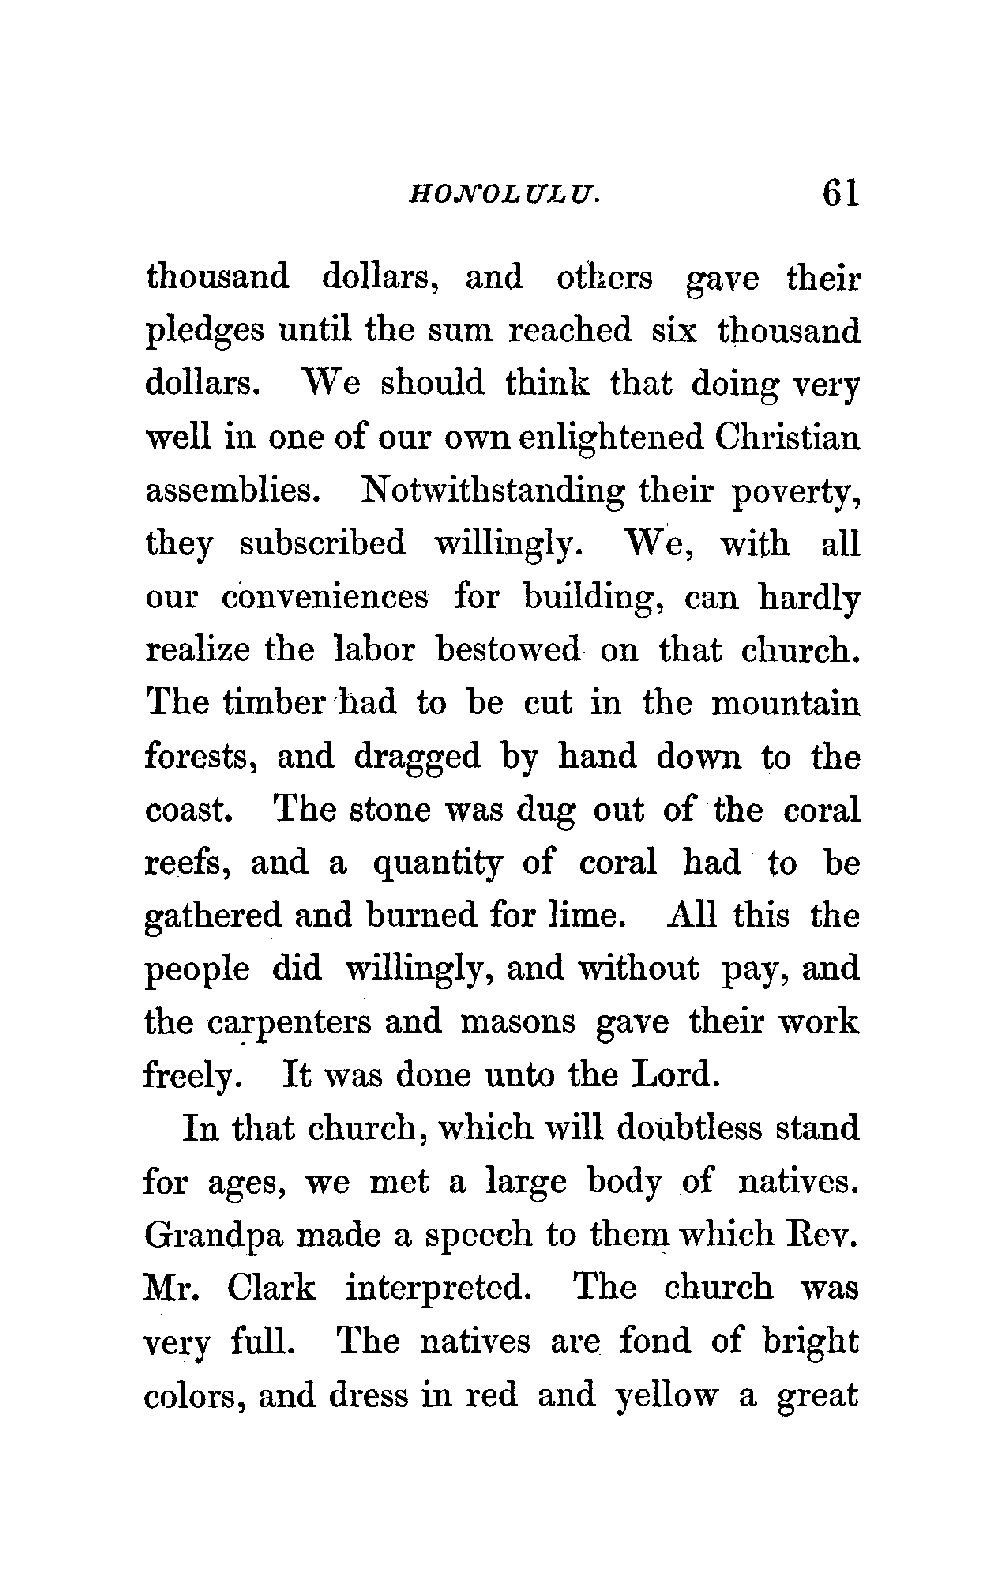 HONOLULU. 61
thousand dollars, and others gave their
pledges until the sum reached six thousand
dollars. We should think that doing very
well in one of our own enlightened Christian
assemblies. Notwithstanding their poverty,
they subscribed willingly. We, with all
our conveniences for building, can hardly
realize the labor bestowed on that church.
The timber had to be cut in the mountain
forests, and dragged by hand down to the
coast. The stone was dug out of the coral
reefs, and a quantity of coral had to be
gathered and burned for lime. All this the
people did willingly, and without pay, and
the carpenters and masons gave their work
freely. It was done unto the Lord.
In that church, which will doubtless stand
for ages, we met a large body of natives.
Grandpa made a speech to them which Rev.
Mr. Clark interpreted. The church was
very full. The natives are fond of bright
colors, and dress in red and yellow a great